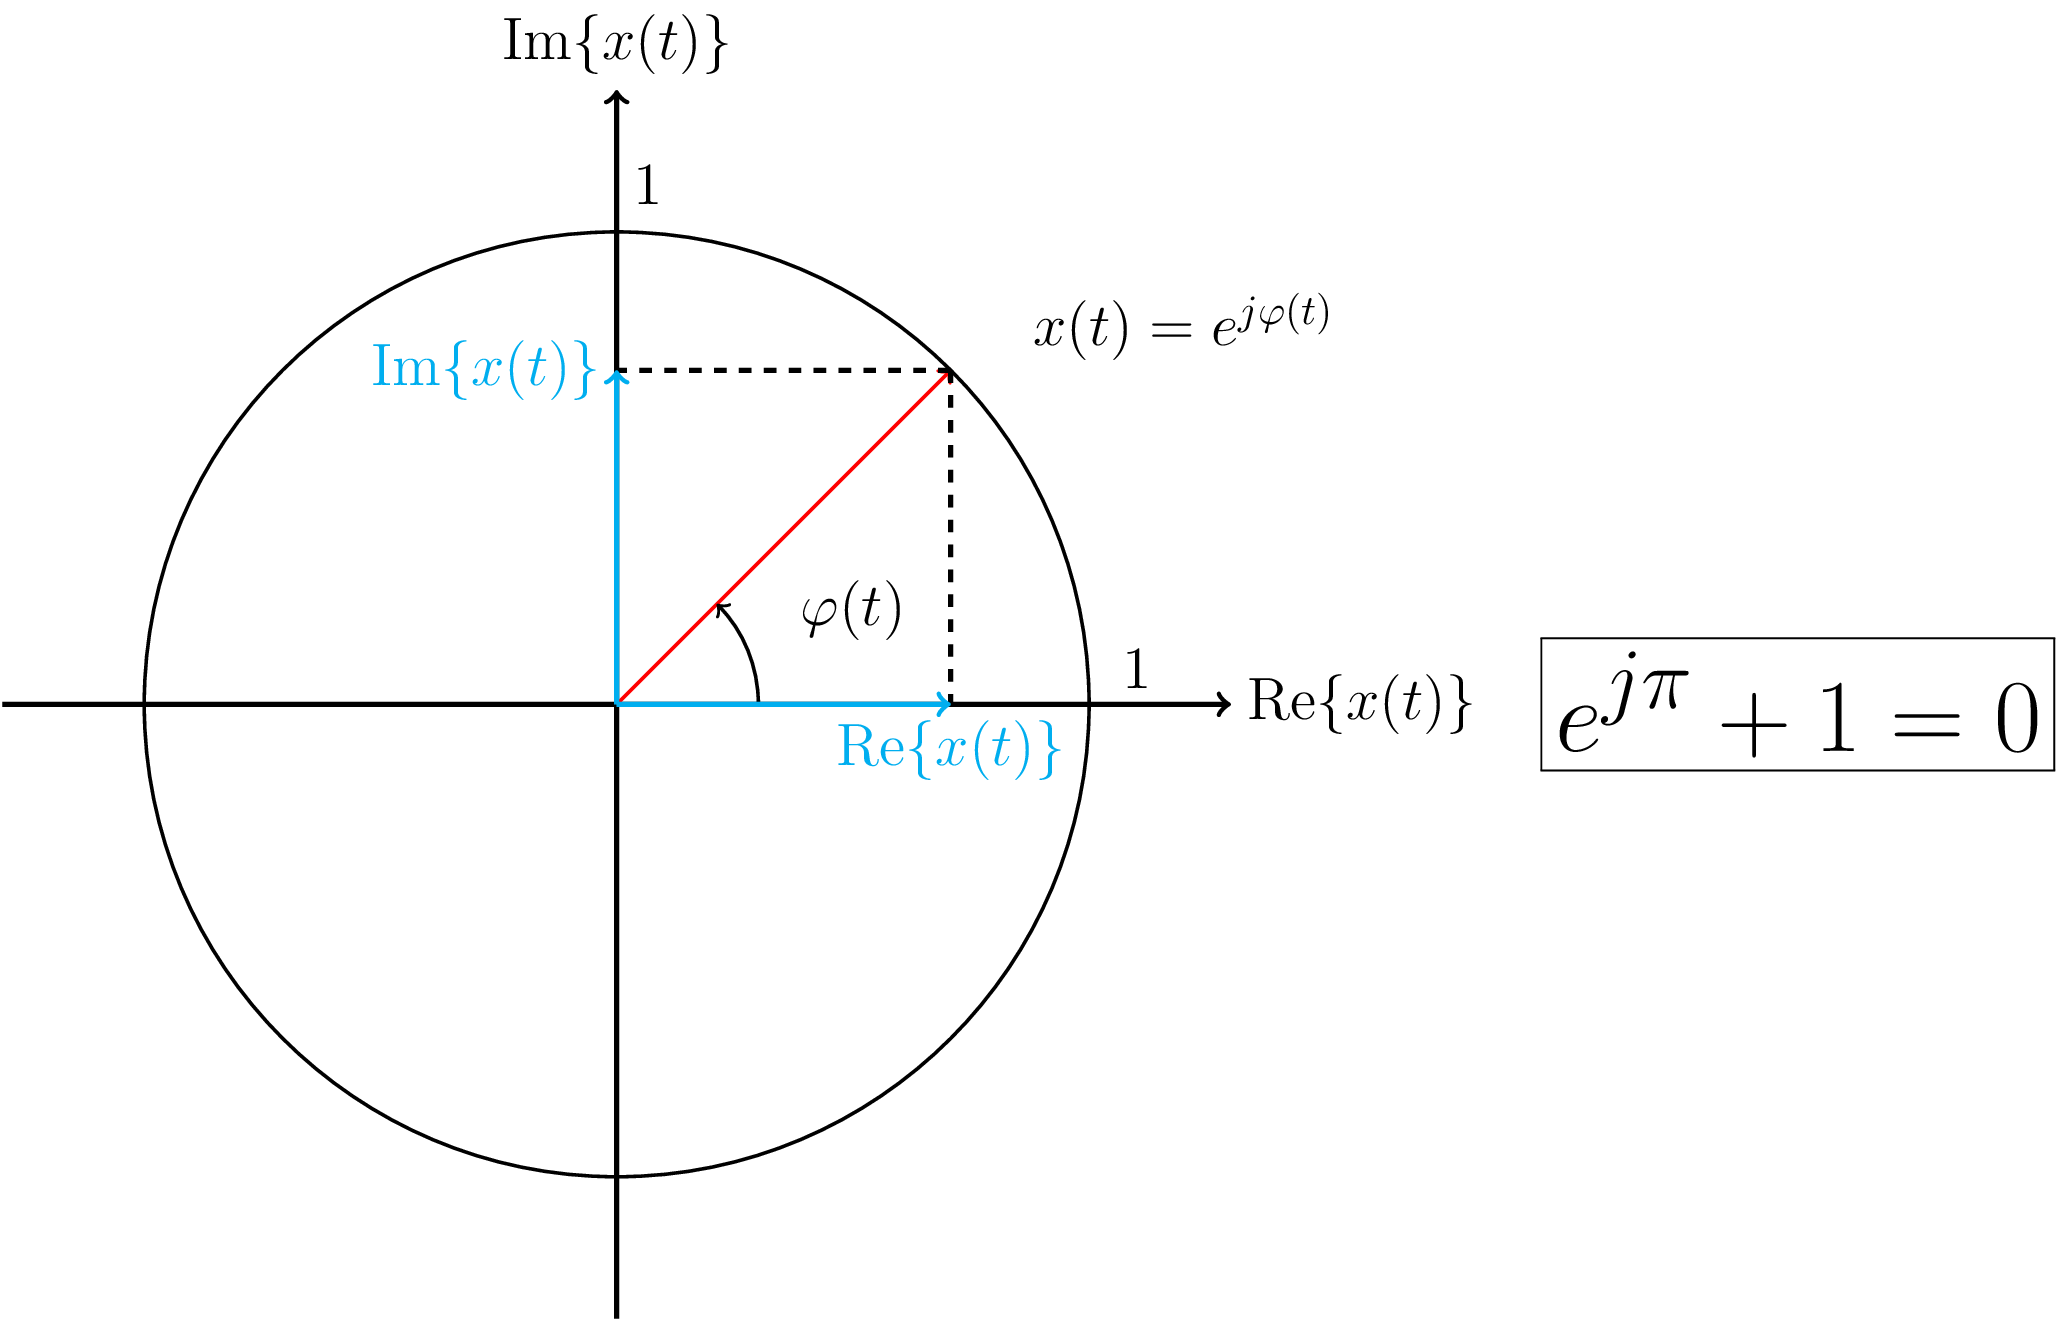 Im{x(t)}
1
x(t) = e^{jφ(t)}
Im{x(t)}
φ(t)
1
Re{x(t)}
e^{jπ} + 1 = 0
Re{x(t)}